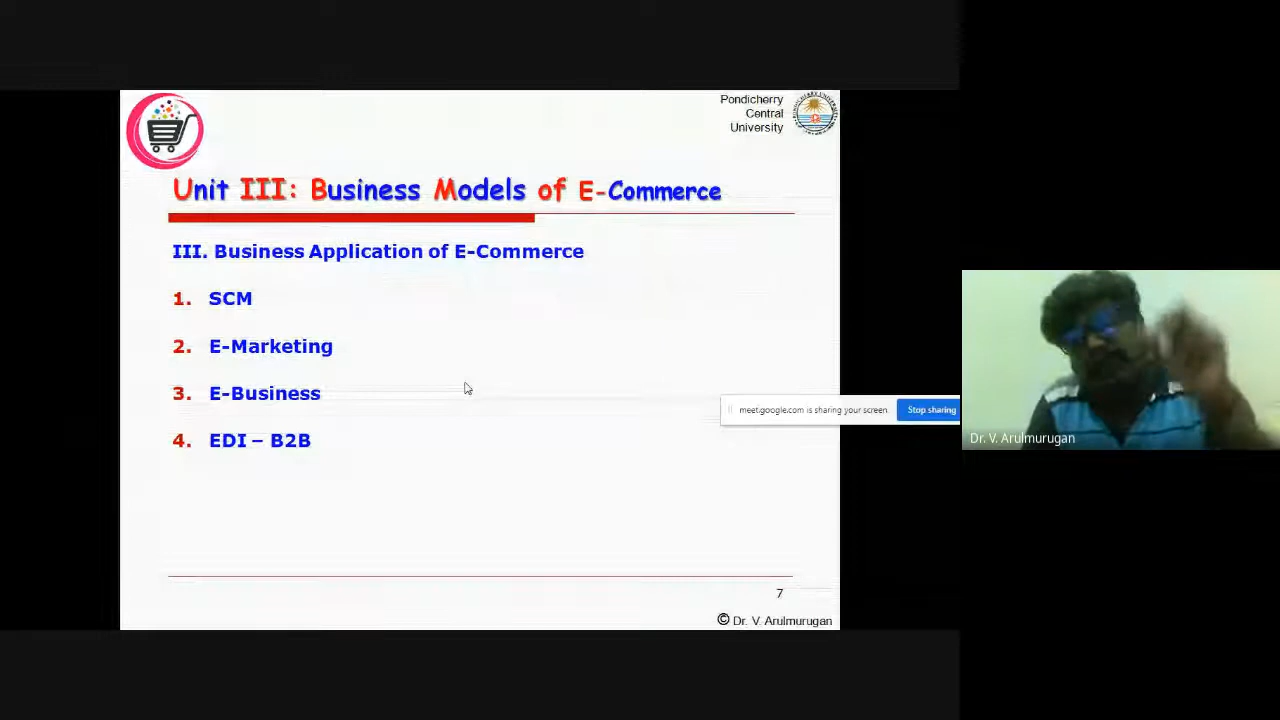 Pondicherry
Central
University
Unit III: Business Models of E-Commerce
III. Business Application of E-Commerce
1. SCM
2. E-Marketing
3. E-Business
4. EDI – B2B
meet.google.com is sharing your screen.
Stop sharing
Dr. V. Arulmurugan
7
© Dr. V. Arulmurugan